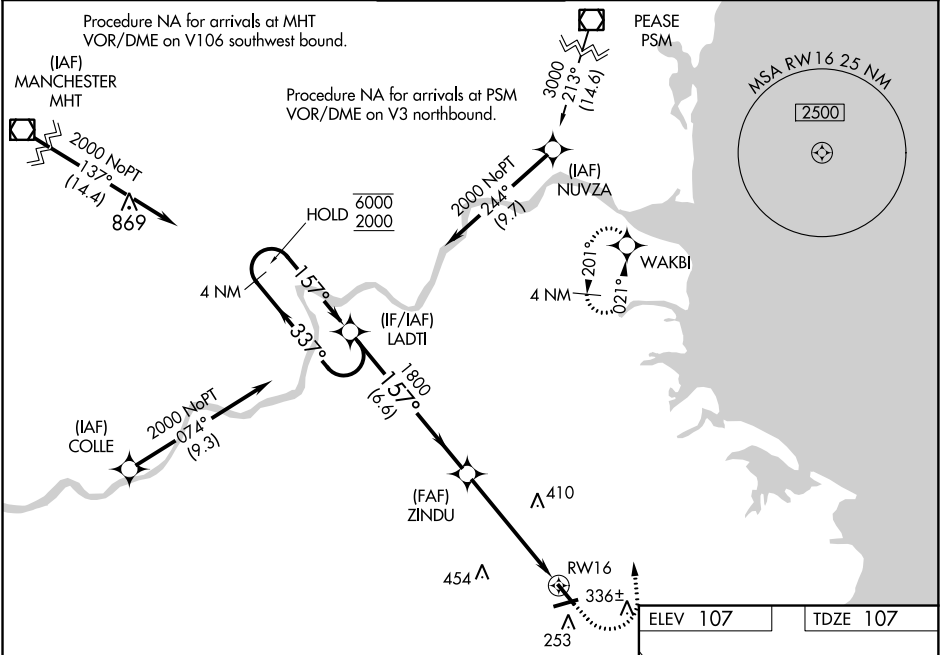 Procedure NA for arrivals at MHT
VOR/DME on V106 southwest bound.
PEASE
PSM
(IAF)
MANCHESTER
MHT
3000
213°
(14.6)
MSA RW16 25 NM
2500
Procedure NA for arrivals at PSM
VOR/DME on V3 northbound.
2000 NoPT
137°
(14.4)
869
(IAF)
NUVZA
2000 NoPT
244°
(9.7)
HOLD
6000
2000
WAKBI
201°
021°
4 NM
4 NM
157°
337°
(IF/IAF)
LADTI
1800
157°
(6.6)
2000 NoPT
074°
(9.3)
(IAF)
COLLE
(FAF)
ZINDU
410
454
RW16
336±
253
ELEV 107
TDZE 107